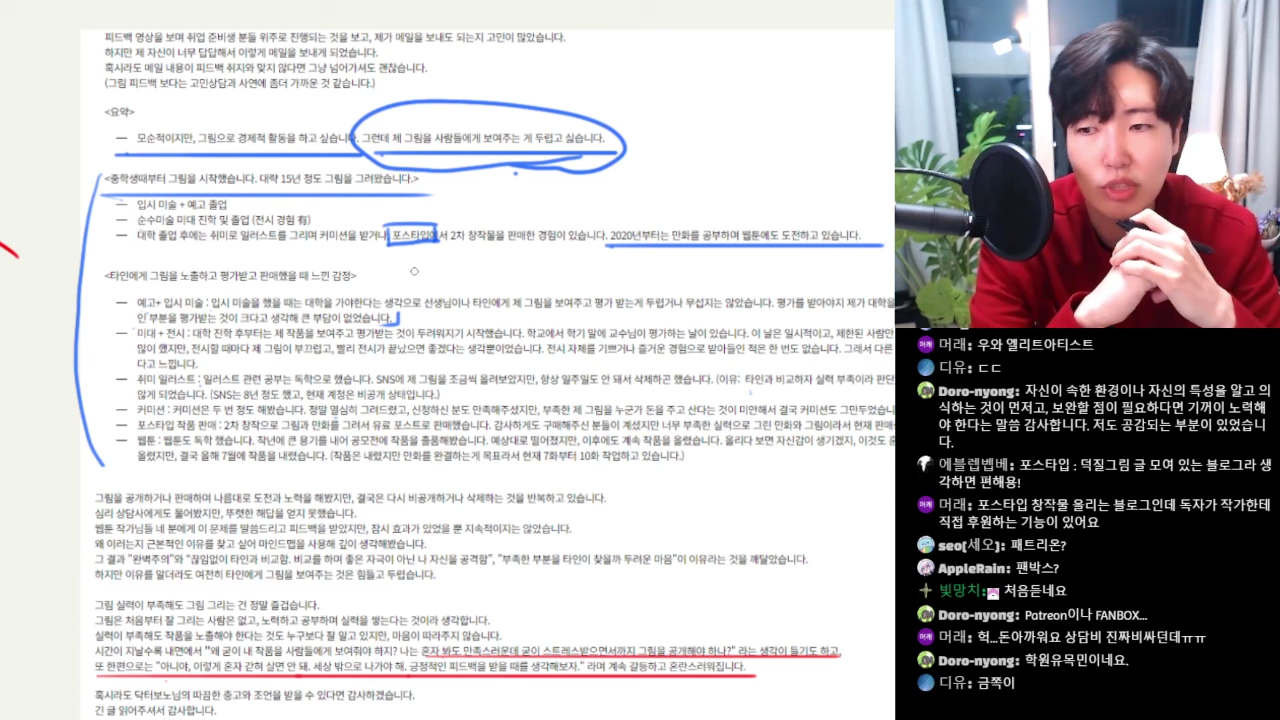 피드백 영상을 보며 취업 준비생 분들 위주로 진행되는 것을 보고, 제가 메일을 보내도 되는지 고민이 많았습니다.
하지만 제 자신이 너무 답답해서 이렇게 메일을 보내게 되었습니다.
혹시라도 메일 내용이 피드백 취지와 맞지 않다면 그냥 넘어가셔도 괜찮습니다.
(그림 피드백 보다는 고민상담과 사연에 좀더 가까운 것 같습니다.)
<요약>
— 모순적이지만, 그림으로 경제적 활동을 하고 싶습니다. 그런데 제 그림을 사람들에게 보여주는 게 두렵고 싫습니다.
<중학생때부터 그림을 시작했습니다. 대략 15년 정도 그림을 그려왔습니다.>
— 입시 미술 + 예고 졸업
— 순수미술 미대 진학 및 졸업 (전시 경험 有)
— 대학 졸업 후에는 취미로 일러스트를 그리며 커미션을 받거나 포스타입에서 2차 창작물을 판매한 경험이 있습니다. 2020년부터는 만화를 공부하며 웹툰에도 도전하고 있습니다.
<타인에게 그림을 노출하고 평가받고 판매했을 때 느낀 감정>
— 예고+ 입시 미술 : 입시 미술을 했을 때는 대학을 가야한다는 생각으로 선생님이나 타인에게 제 그림을 보여주고 평가 받는게 두렵거나 무섭지는 않았습니다. 평가를 받아야지 제가 대학을
인 부분을 평가받는 것이 크다고 생각해 큰 부담이 없었습니다.
— 미대 + 전시 : 대학 진학 후부터는 제 작품을 보여주고 평가받는 것이 두려워지기 시작했습니다. 학교에서 학기 말에 교수님이 평가하는 날이 있습니다. 이 날은 일시적이고, 제한된 사람만
많이 했지만, 전시할 때마다 제 그림이 부끄럽고, 빨리 전시가 끝났으면 좋겠다는 생각뿐이었습니다. 전시 자체를 기쁘거나 즐거운 경험으로 받아들인 적은 한 번도 없습니다. 그래서 다른
다고 느낍니다.
— 취미 일러스트 : 일러스트 관련 공부는 독학으로 했습니다. SNS에 제 그림을 조금씩 올려보았지만, 항상 일주일도 안 돼서 삭제하곤 했습니다. (이유: 타인과 비교하자 실력 부족이라 판단
않게 되었습니다. (SNS는 8년 정도 했고, 현재 계정은 비공개 상태입니다.)
— 커미션 : 커미션은 두 번 정도 해봤습니다. 정말 열심히 그려드렸고, 신청하신 분도 만족해주셨지만, 부족한 제 그림을 누군가 돈을 주고 산다는 것이 미안해서 결국 커미션도 그만두었습니
— 포스타입 작품 판매 : 2차 창작으로 그림과 만화를 그려서 유료 포스트로 판매했습니다. 감사하게도 구매해주신 분들이 계셨지만 너무 부족한 실력으로 그린 만화와 그림이라서 현재 판매
— 웹툰 : 웹툰도 독학 했습니다. 작년에 큰 용기를 내어 공모전에 작품을 출품해봤습니다. 예상대로 떨어졌지만, 이후에도 계속 작품을 올렸습니다. 올리다 보면 자신감이 생기겠지, 이것도 훈
올렸지만, 결국 올해 7월에 작품을 내렸습니다. (작품은 내렸지만 만화를 완결하는게 목표라서 현재 7화부터 10화 작업하고 있습니다.)
그림을 공개하거나 판매하며 나름대로 도전과 노력을 해봤지만, 결국은 다시 비공개하거나 삭제하는 것을 반복하고 있습니다.
심리 상담사에게도 물어봤지만, 뚜렷한 해답을 얻지 못했습니다.
웹툰 작가님들 네 분에게 이 문제를 말씀드리고 피드백을 받았지만, 잠시 효과가 있었을 뿐 지속적이지는 않았습니다.
왜 이러는지 근본적인 이유를 찾고 싶어 마인드맵을 사용해 깊이 생각해봤습니다.
그 결과 "완벽주의"와 "끊임없이 타인과 비교함. 비교를 하며 좋은 자극이 아닌 나 자신을 공격함", "부족한 부분을 타인이 찾을까 두려운 마음"이 이유라는 것을 깨달았습니다.
하지만 이유를 알더라도 여전히 타인에게 그림을 보여주는 것은 힘들고 두렵습니다.
그림 실력이 부족해도 그림 그리는 건 정말 즐겁습니다.
그림은 처음부터 잘 그리는 사람은 없고, 노력하고 공부하며 실력을 쌓는다는 것이라 생각합니다.
실력이 부족해도 작품을 노출해야 한다는 것도 누구보다 잘 알고 있지만, 마음이 따라주지 않습니다.
시간이 지날수록 내면에서 "왜 굳이 내 작품을 사람들에게 보여줘야 하지? 나는 혼자 봐도 만족스러운데 굳이 스트레스받으면서까지 그림을 공개해야 하나?" 라는 생각이 들기도 하고,
또 한편으로는 "아니야, 이렇게 혼자 갇혀 살면 안 돼. 세상 밖으로 나가야 해. 긍정적인 피드백을 받을 때를 생각해보자." 라며 계속 갈등하고 혼란스러워집니다.
혹시라도 닥터보노님의 따끔한 충고와 조언을 받을 수 있다면 감사하겠습니다.
긴 글 읽어주셔서 감사합니다.
머래 머래: 우와 엘리트아티스트
디유: ㄷㄷ
Doro-nyong: 자신이 속한 환경이나 자신의 특성을 알고 의
식하는 것이 먼저고, 보완할 점이 필요하다면 기꺼이 노력해
야 한다는 말씀 감사합니다. 저도 공감되는 부분이 있었습니
다.
에블렙벱베: 포스타입 : 덕질그림 글 모여 있는 블로그라 생
각하면 편해용!
머래 머래: 포스타입 창작물 올리는 블로그인데 독자가 작가한테
직접 후원하는 기능이 있어요
seo[세오]: 패트리온?
AppleRain: 팬박스?
빛망치: 처음듣네요
Doro-nyong: Patreon이나 FANBOX...
머래 머래: 헉...돈아까워요 상담비 진짜비싸던데ㅠㅠ
Doro-nyong: 학원유목민이네요.
디유: 금쪽이